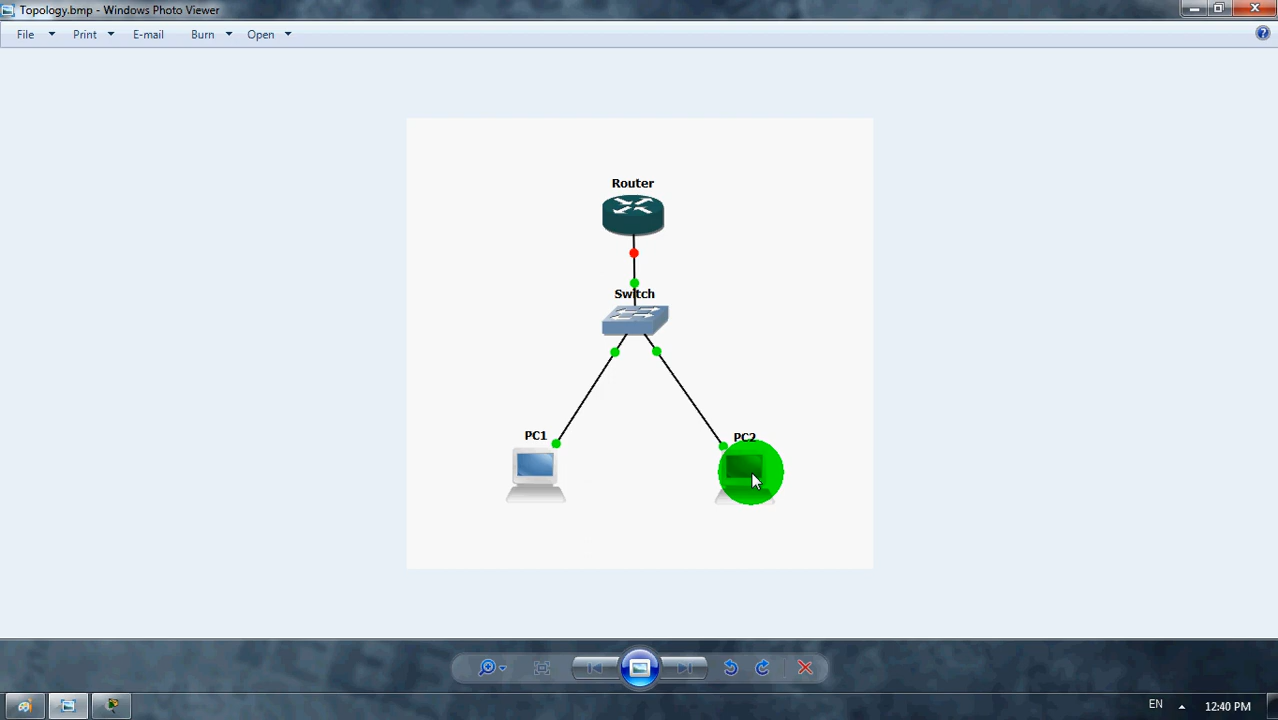 Topology.bmp - Windows Photo Viewer
File Print E-mail Burn Open
Router
Switch
PC1
PC2
EN 12:40 PM